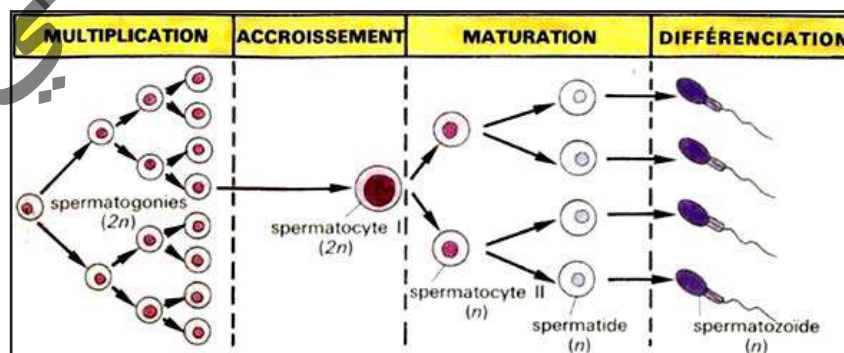 MULTIPLICATION ACCROISSEMENT MATURATION DIFFÉRENCIATION
spermatogonies
(2n)
spermatocyte I
(2n)
spermatocyte II
(n)
spermatide
(n)
spermatozoïde
(n)